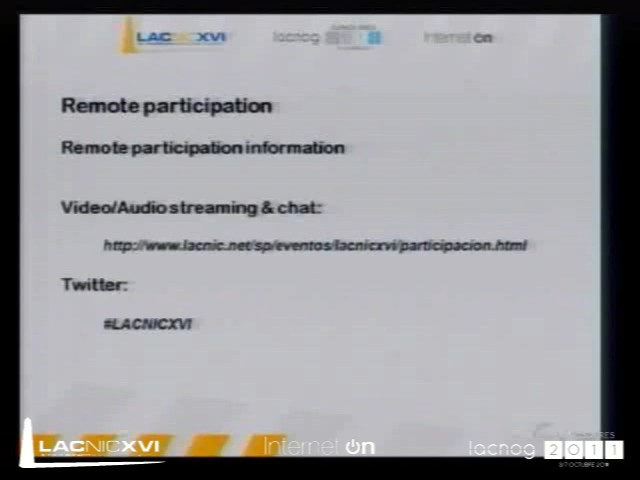 LACNICXVI
lacnog
Internet on
Remote participation
Remote participation information
Video/Audio streaming & chat:
http://www.lacnic.net/sp/eventos/lacnicxvi/participacion.html
Twitter:
#LACNICXVI
LACNICXVI
Internet on
lacnog 2011